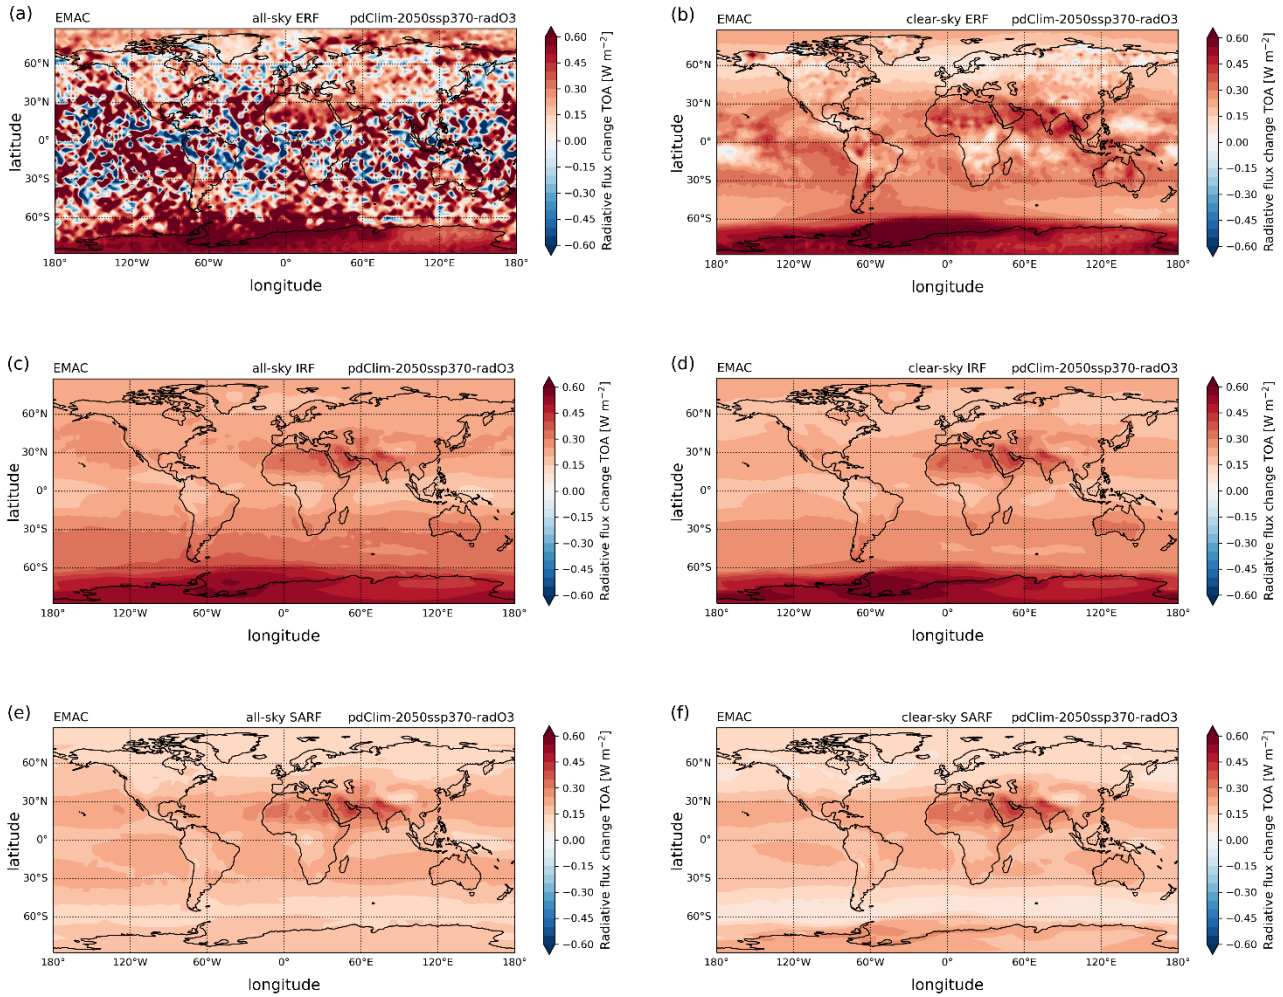 (a)
EMAC all-sky ERF pdClim-2050ssp370-radO3
60°N
30°N
0°
30°S
60°S
latitude
180° 120°W 60°W 0° 60°E 120°E 180°
longitude
0.60
0.45
0.30
0.15
0.00
−0.15
−0.30
−0.45
−0.60
Radiative flux change TOA [W m⁻²]
(b)
EMAC clear-sky ERF pdClim-2050ssp370-radO3
60°N
30°N
0°
30°S
60°S
latitude
180° 120°W 60°W 0° 60°E 120°E 180°
longitude
0.60
0.45
0.30
0.15
0.00
−0.15
−0.30
−0.45
−0.60
Radiative flux change TOA [W m⁻²]
(c)
EMAC all-sky IRF pdClim-2050ssp370-radO3
60°N
30°N
0°
30°S
60°S
latitude
180° 120°W 60°W 0° 60°E 120°E 180°
longitude
0.60
0.45
0.30
0.15
0.00
−0.15
−0.30
−0.45
−0.60
Radiative flux change TOA [W m⁻²]
(d)
EMAC clear-sky IRF pdClim-2050ssp370-radO3
60°N
30°N
0°
30°S
60°S
latitude
180° 120°W 60°W 0° 60°E 120°E 180°
longitude
0.60
0.45
0.30
0.15
0.00
−0.15
−0.30
−0.45
−0.60
Radiative flux change TOA [W m⁻²]
(e)
EMAC all-sky SARF pdClim-2050ssp370-radO3
60°N
30°N
0°
30°S
60°S
latitude
180° 120°W 60°W 0° 60°E 120°E 180°
longitude
0.60
0.45
0.30
0.15
0.00
−0.15
−0.30
−0.45
−0.60
Radiative flux change TOA [W m⁻²]
(f)
EMAC clear-sky SARF pdClim-2050ssp370-radO3
60°N
30°N
0°
30°S
60°S
latitude
180° 120°W 60°W 0° 60°E 120°E 180°
longitude
0.60
0.45
0.30
0.15
0.00
−0.15
−0.30
−0.45
−0.60
Radiative flux change TOA [W m⁻²]